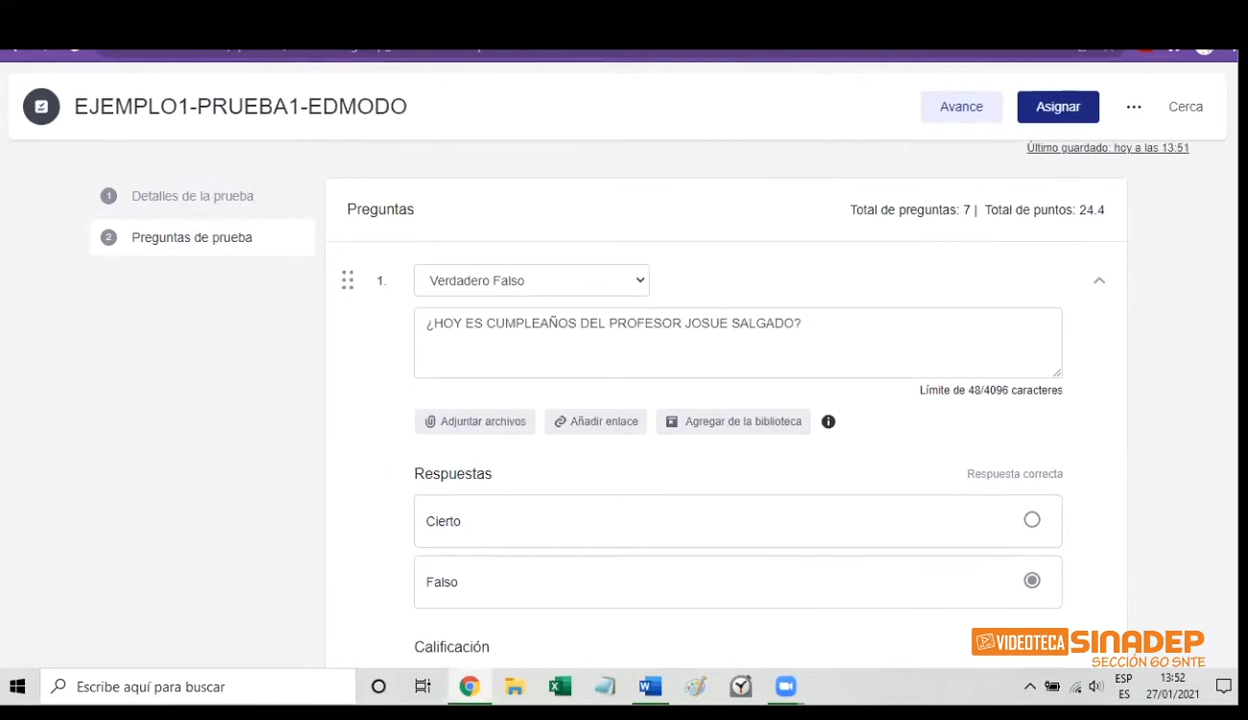 EJEMPLO1-PRUEBA1-EDMODO
Avance
Asignar
Cerca
Último guardado: hoy a las 13:51
1 Detalles de la prueba
2 Preguntas de prueba
Preguntas
Total de preguntas: 7 | Total de puntos: 24.4
1. Verdadero Falso
¿HOY ES CUMPLEAÑOS DEL PROFESOR JOSUE SALGADO?
Límite de 48/4096 caracteres
Adjuntar archivos
Añadir enlace
Agregar de la biblioteca
Respuestas
Respuesta correcta
Cierto
Falso
Calificación
VIDEOTECA SINADEP
SECCIÓN 60 SNTE
Escribe aquí para buscar
ESP
ES
13:52
27/01/2021